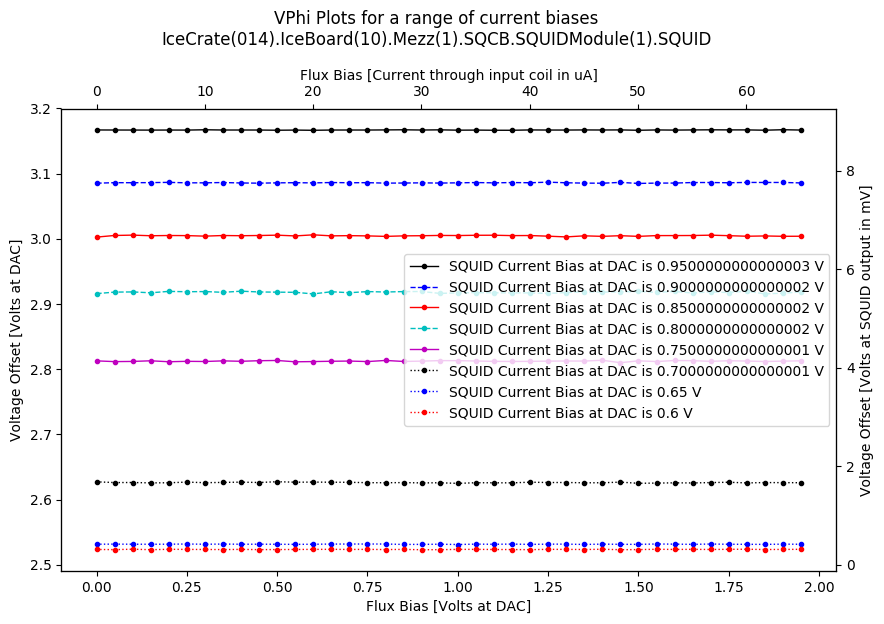 VPhi Plots for a range of current biases
IceCrate(014).IceBoard(10).Mezz(1).SQCB.SQUIDModule(1).SQUID
Flux Bias [Current through input coil in uA]
0 10 20 30 40 50 60
3.2
3.1
3.0
2.9
2.8
2.7
2.6
2.5
Voltage Offset [Volts at DAC]
SQUID Current Bias at DAC is 0.9500000000000003 V
SQUID Current Bias at DAC is 0.9000000000000002 V
SQUID Current Bias at DAC is 0.8500000000000002 V
SQUID Current Bias at DAC is 0.8000000000000002 V
SQUID Current Bias at DAC is 0.7500000000000001 V
SQUID Current Bias at DAC is 0.7000000000000001 V
SQUID Current Bias at DAC is 0.65 V
SQUID Current Bias at DAC is 0.6 V
8
6
4
2
0
Voltage Offset [Volts at SQUID output in mV]
0.00 0.25 0.50 0.75 1.00 1.25 1.50 1.75 2.00
Flux Bias [Volts at DAC]